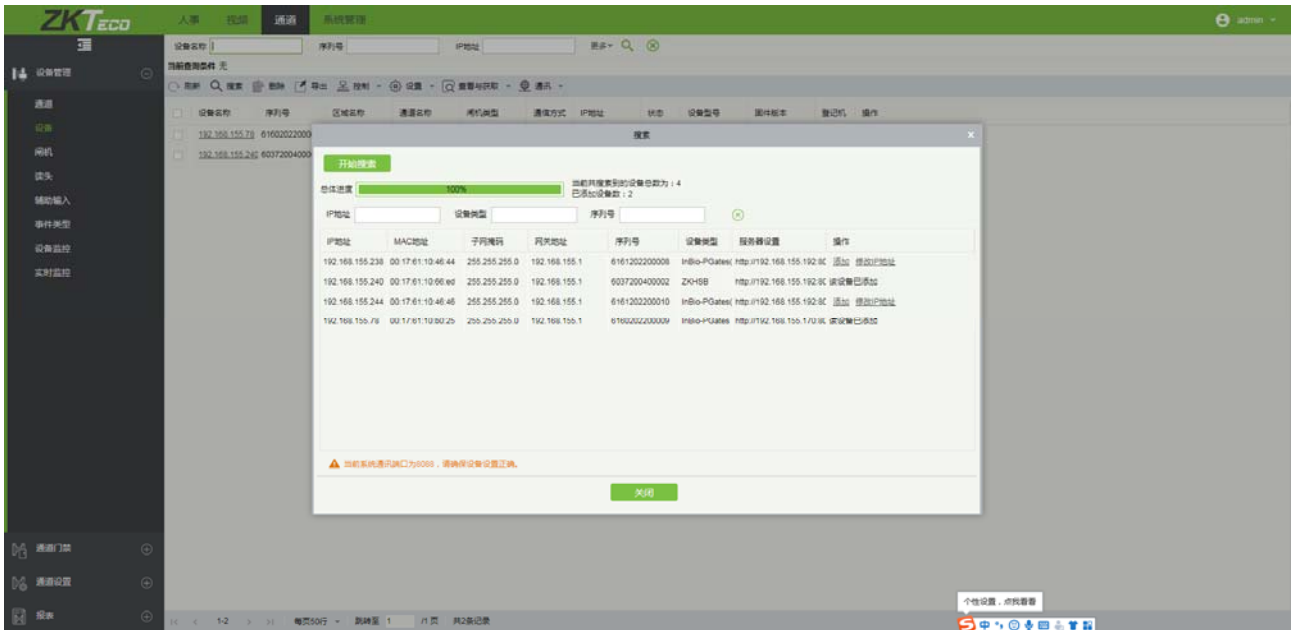 ZKTECO
人事 视频 通道 系统管理
admin
设备名称 序列号 IP地址 更多
当前查询条件 无
刷新 搜索 删除 导出 控制 设置 查看与获取 通讯
设备管理
通道
设备
闸机
读头
辅助输入
事件类型
设备监控
实时监控
通道门禁
通道设置
报表
设备名称 序列号 区域名称 通道名称 闸机类型 通信方式 IP地址 状态 设备型号 固件版本 登记机 操作
192.168.155.78 61602022000
192.168.155.240 60372004000
搜索
开始搜索
总体进度 100% 当前共搜索到的设备总数为：4
已添加设备数：2
IP地址 设备类型 序列号
IP地址 MAC地址 子网掩码 网关地址 序列号 设备类型 服务器设置 操作
192.168.155.238 00:17:61:10:46:44 255.255.255.0 192.168.155.1 6161202200008 InBio-PGates( http://192.168.155.192:80 添加 修改IP地址
192.168.155.240 00:17:61:10:66:ed 255.255.255.0 192.168.155.1 6037200400002 ZKHSB http://192.168.155.192:80 该设备已添加
192.168.155.244 00:17:61:10:46:46 255.255.255.0 192.168.155.1 6161202200010 InBio-PGates( http://192.168.155.192:80 添加 修改IP地址
192.168.155.78 00:17:61:10:60:25 255.255.255.0 192.168.155.1 6160202200009 InBio-PGates http://192.168.155.170:80 该设备已添加
当前系统通讯端口为8088，请确保设备设置正确。
关闭
1-2 每页50行 跳转至 1 /1 页 共2条记录
个性设置，点我看看
中